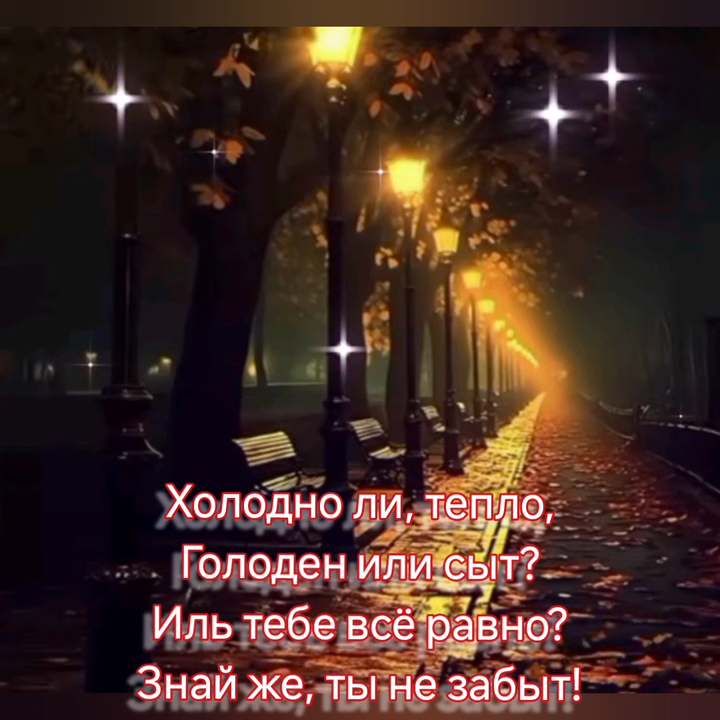 Холодно ли, тепло,
Голоден или сыт?
Иль тебе всё равно?
Знай же, ты не забыт!